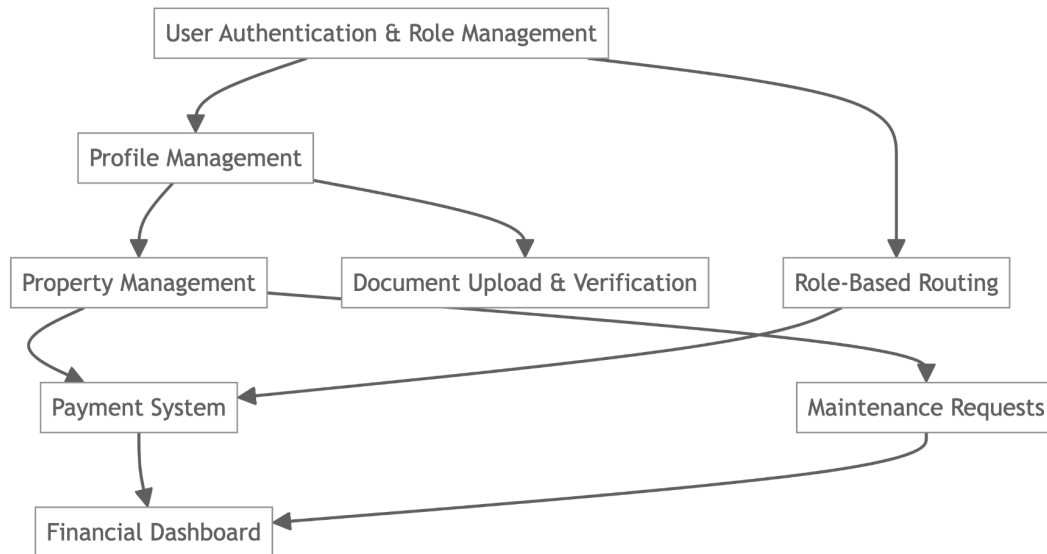 User Authentication & Role Management
Profile Management
Property Management
Document Upload & Verification
Role-Based Routing
Payment System
Maintenance Requests
Financial Dashboard